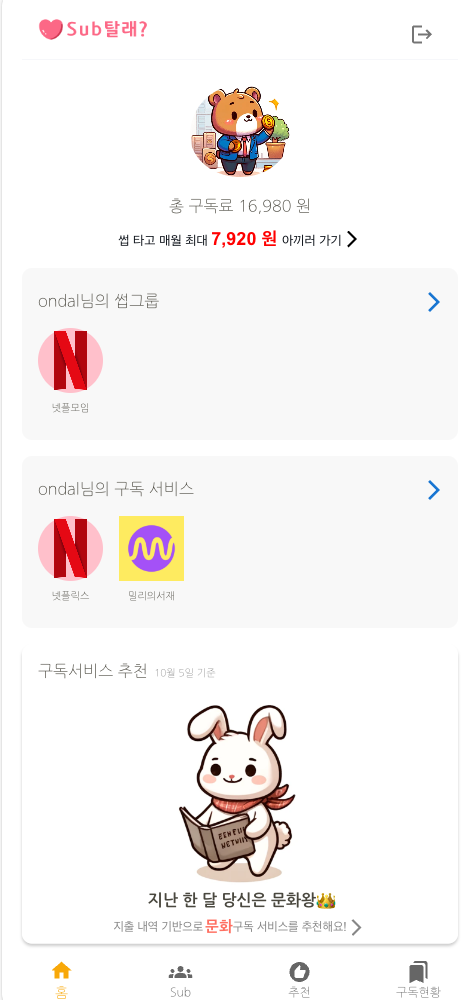 Sub탈래?
총 구독료 16,980 원
썹 타고 매월 최대 7,920 원 아끼러 가기
ondal님의 썹그룹
넷플모임
ondal님의 구독 서비스
넷플릭스 밀리의서재
구독서비스 추천 10월 5일 기준
지난 한 달 당신은 문화왕👑
지출 내역 기반으로 문화구독 서비스를 추천해요!
홈 Sub 추천 구독현황